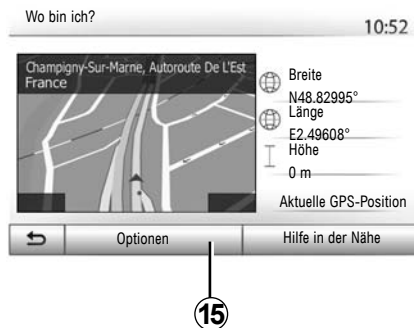 Wo bin ich?
10:52
Champigny-Sur-Marne, Autoroute De L'Est
France
Breite
N48.82995°
Länge
E2.49608°
Höhe
0 m
Aktuelle GPS-Position
Optionen
Hilfe in der Nähe
15